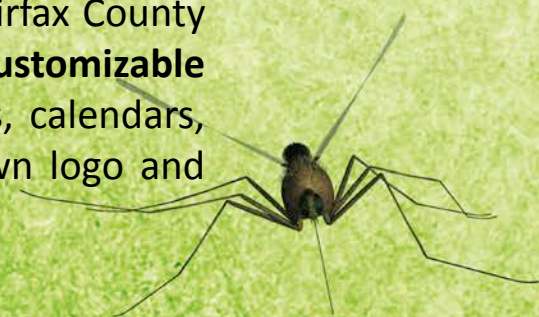 irfax County
ustomizable
s, calendars,
wn logo and